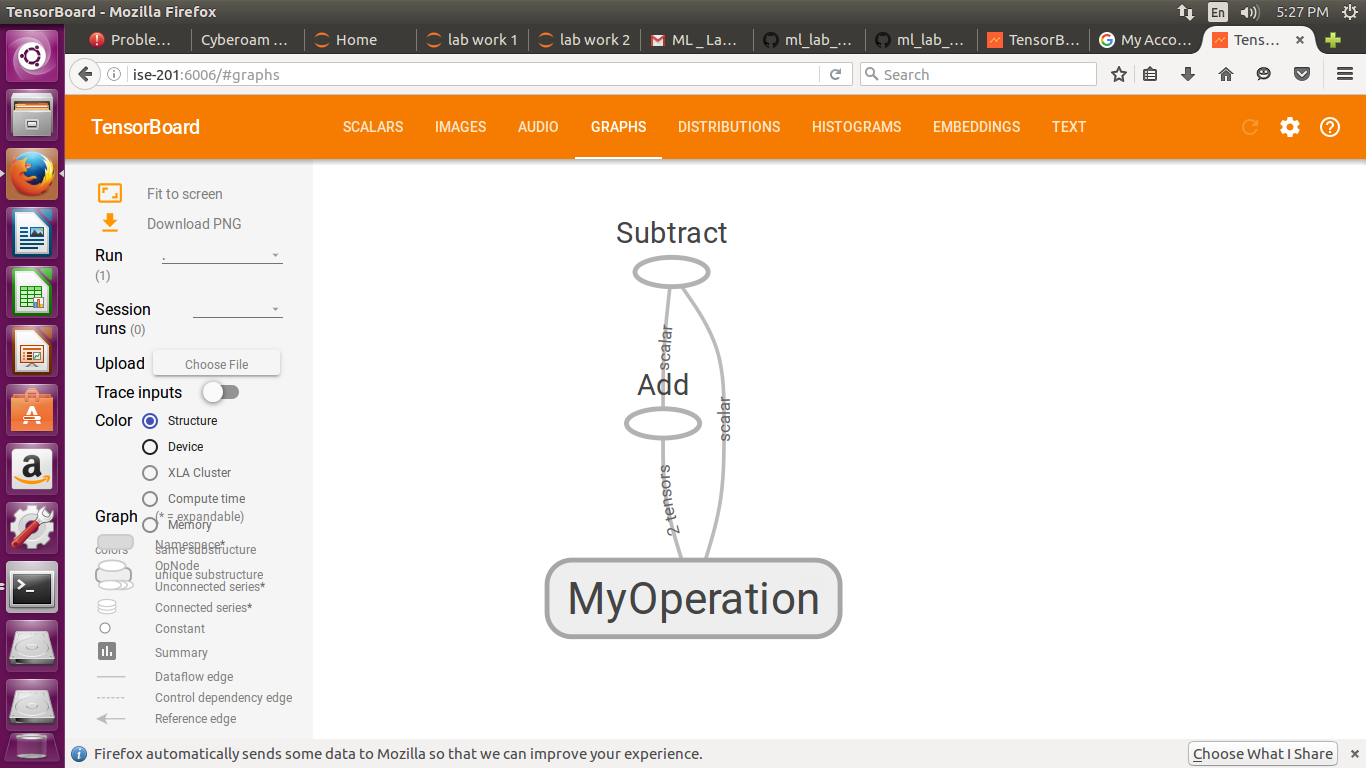 TensorBoard - Mozilla Firefox
En
5:27 PM
Proble...
Cyberoam ...
Home
lab work 1
lab work 2
ML _ La...
ml_lab_...
ml_lab_...
TensorB...
My Acco...
Tens...
ise-201:6006/#graphs
Search
TensorBoard
SCALARS
IMAGES
AUDIO
GRAPHS
DISTRIBUTIONS
HISTOGRAMS
EMBEDDINGS
TEXT
Fit to screen
Download PNG
Run
(1)
.
Session
runs (0)
Upload
Choose File
Trace inputs
Color
Structure
Device
XLA Cluster
Compute time
Memory
Graph
(* = expandable)
Namespace*
colors
same substructure
OpNode
unique substructure
Unconnected series*
Connected series*
Constant
Summary
Dataflow edge
Control dependency edge
Reference edge
Subtract
scalar
Add
scalar
2 tensors
MyOperation
Firefox automatically sends some data to Mozilla so that we can improve your experience.
Choose What I Share